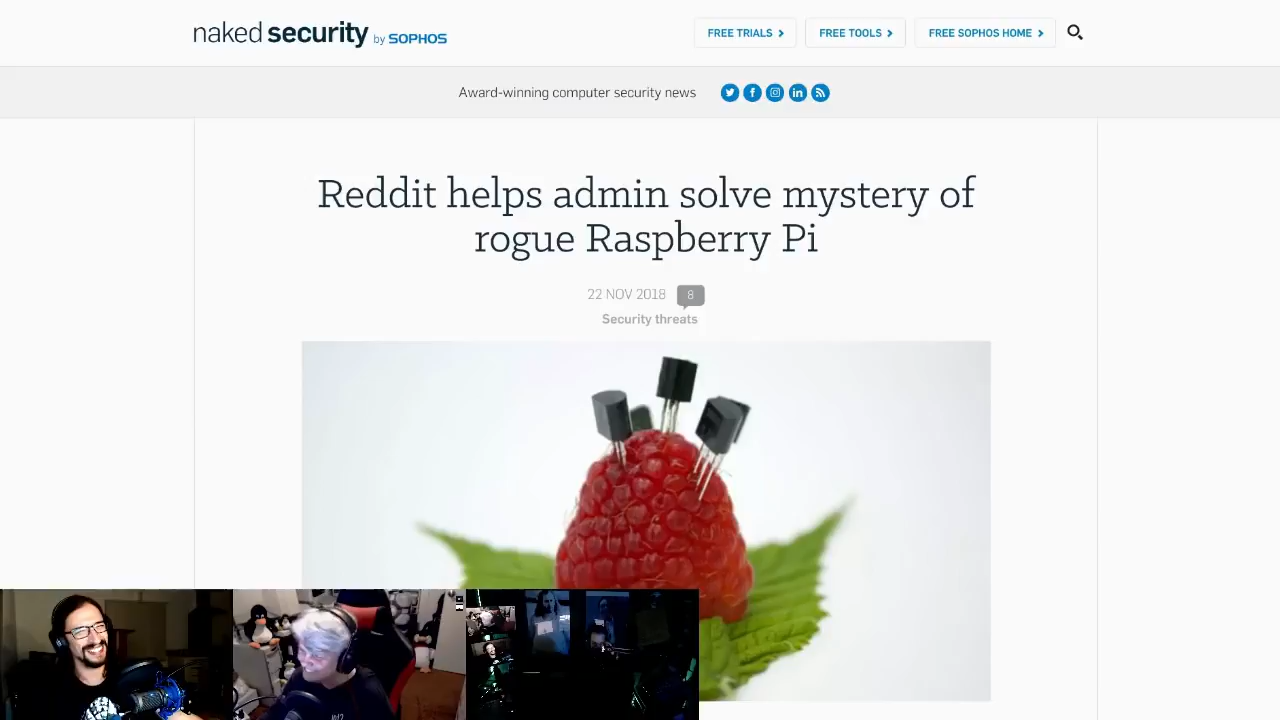 naked security by SOPHOS
FREE TRIALS
FREE TOOLS
FREE SOPHOS HOME
Award-winning computer security news
Reddit helps admin solve mystery of
rogue Raspberry Pi
22 NOV 2018 8
Security threats